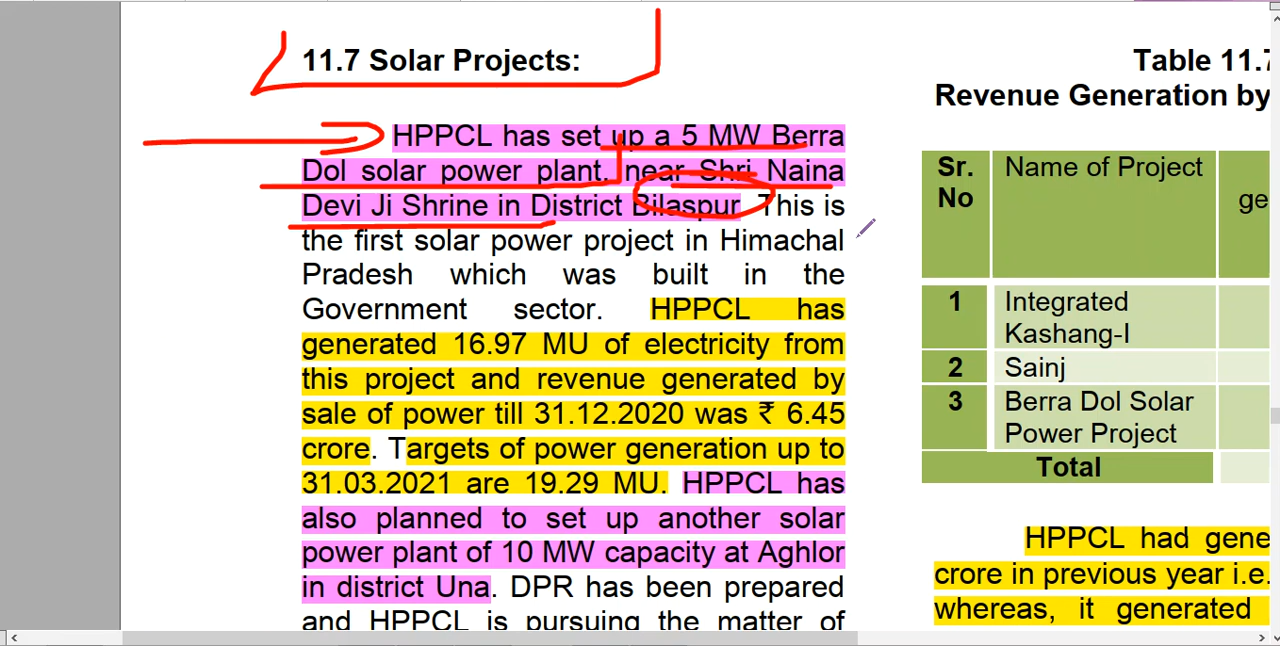 11.7 Solar Projects:
HPPCL has set up a 5 MW Berra
Dol solar power plant, near Shri Naina
Devi Ji Shrine in District Bilaspur. This is
the first solar power project in Himachal
Pradesh which was built in the
Government sector. HPPCL has
generated 16.97 MU of electricity from
this project and revenue generated by
sale of power till 31.12.2020 was ₹ 6.45
crore. Targets of power generation up to
31.03.2021 are 19.29 MU. HPPCL has
also planned to set up another solar
power plant of 10 MW capacity at Aghlor
in district Una. DPR has been prepared
and HPPCL is pursuing the matter of
Table 11.7
Revenue Generation by
Sr. No Name of Project ge
1 Integrated Kashang-I
2 Sainj
3 Berra Dol Solar Power Project
Total
HPPCL had gene
crore in previous year i.e.
whereas, it generated